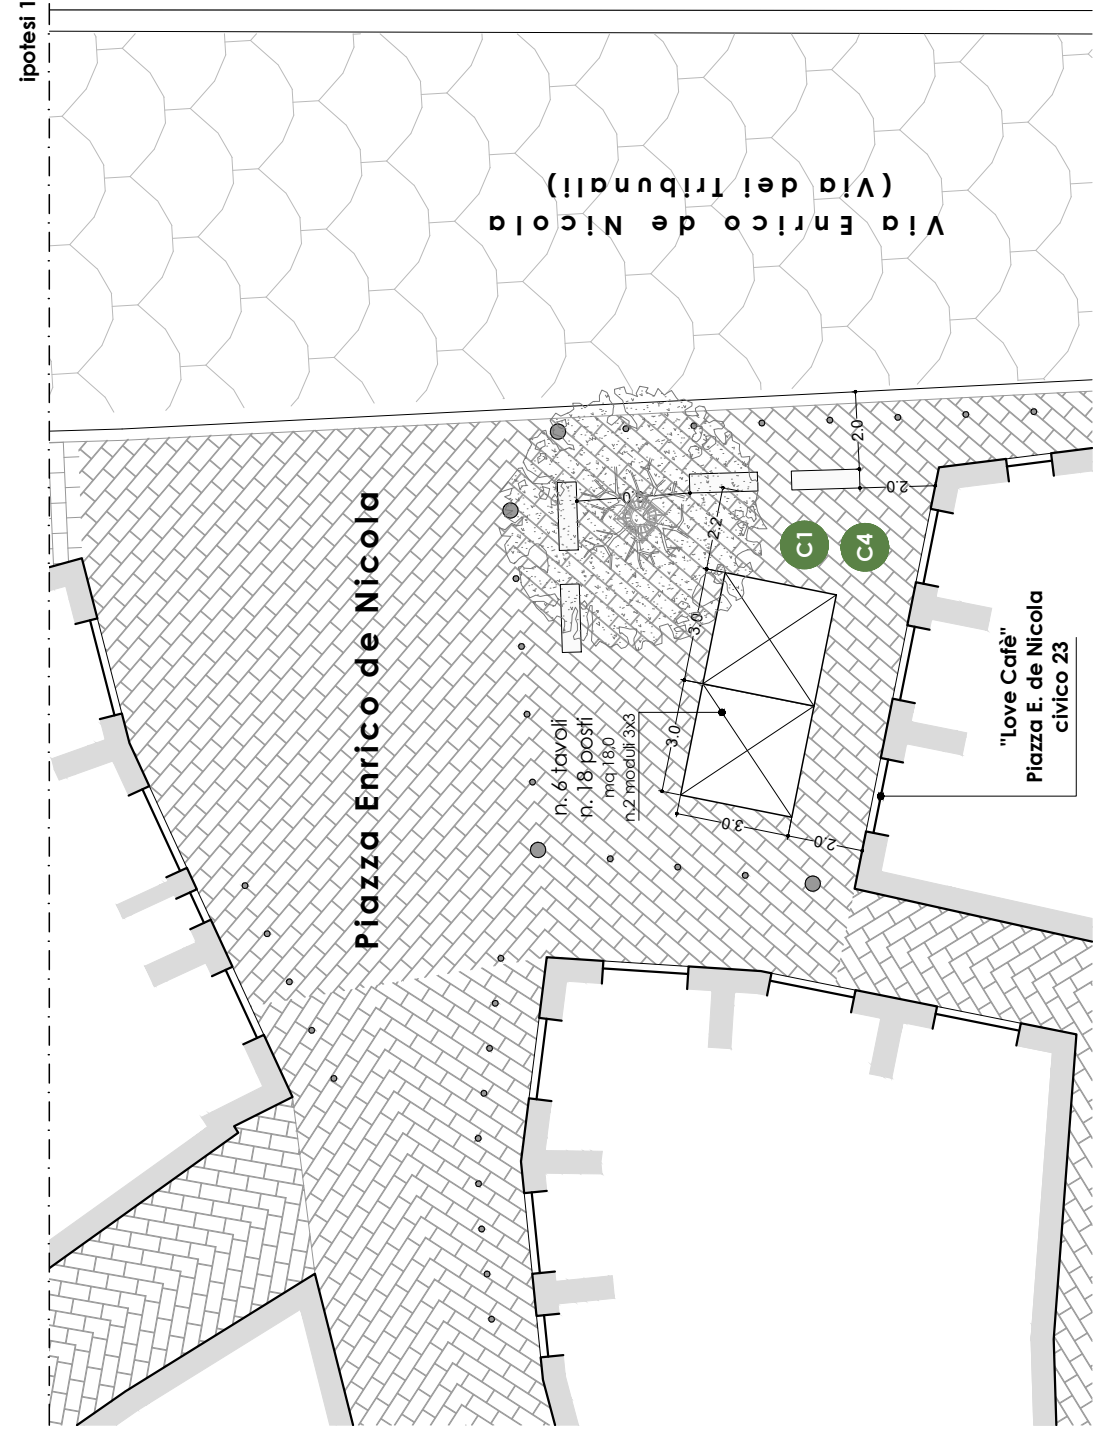 ipotesi 1
Via Enrico de Nicola
(Via dei Tribunali)
Piazza Enrico de Nicola
n. 6 tavoli
n. 18 posti
mq 18.0
n.2 moduli 3x3
C1
C4
"Love Cafè"
Piazza E. de Nicola
civico 23
2.0
2.0
2.2
3.0
3.0
3.0
2.0